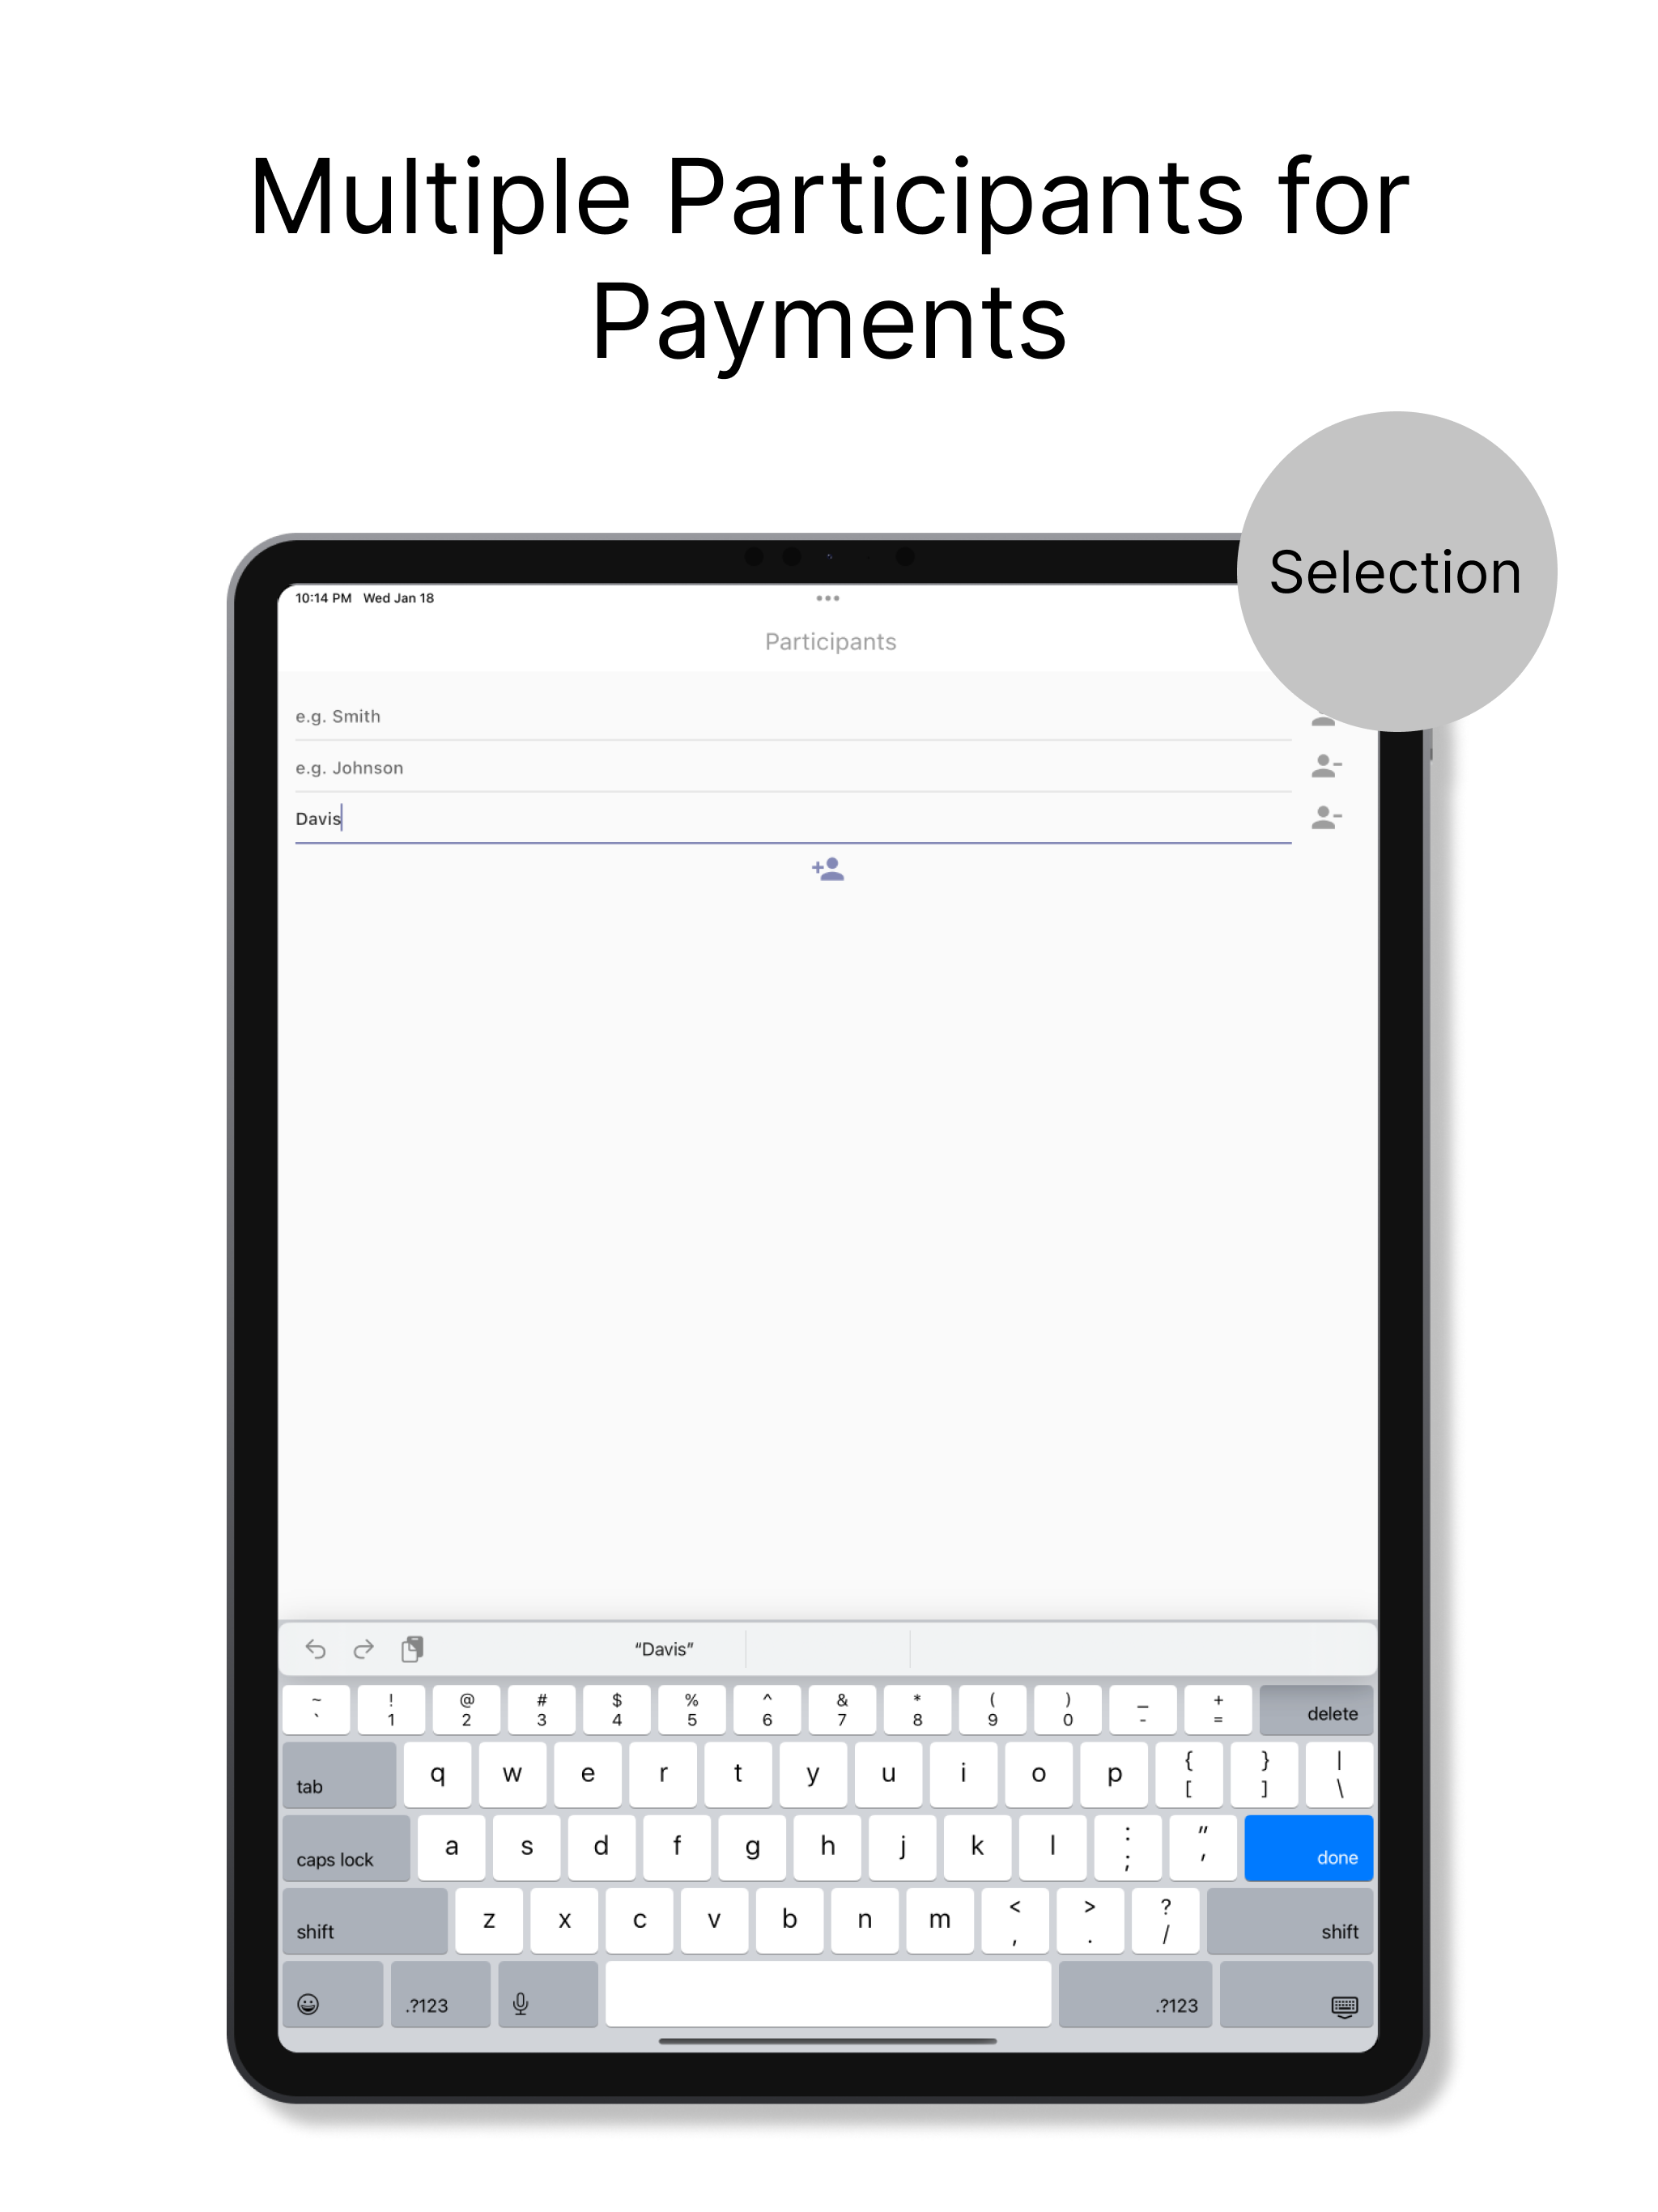 Multiple Participants for
Payments
Selection
10:14 PM Wed Jan 18
Participants
e.g. Smith
e.g. Johnson
Davis
“Davis”
~ ! @ # $ % ^ & * ( ) _ +
` 1 2 3 4 5 6 7 8 9 0 - = delete
tab q w e r t y u i o p { [ } ] | \
caps lock a s d f g h j k l : ; " ' done
shift z x c v b n m < , > . ? / shift
.?123 .?123